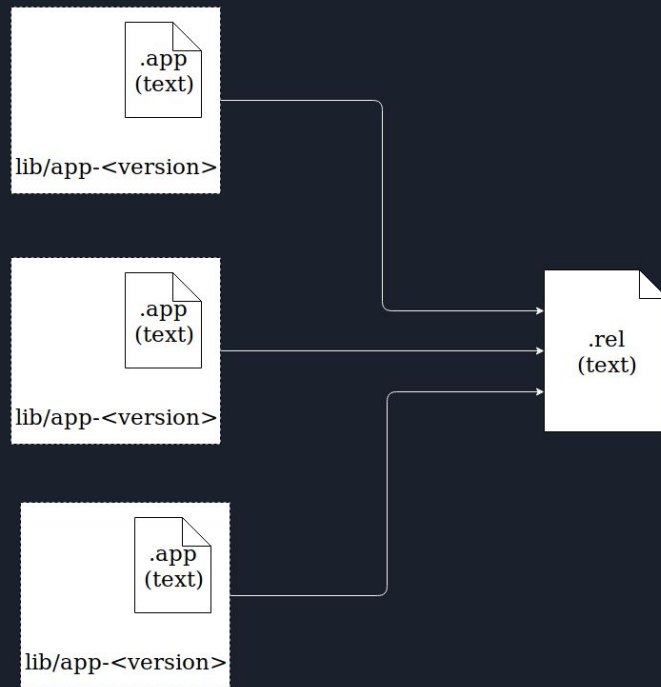 .app
(text)
lib/app-<version>
.app
(text)
lib/app-<version>
.rel
(text)
.app
(text)
lib/app-<version>